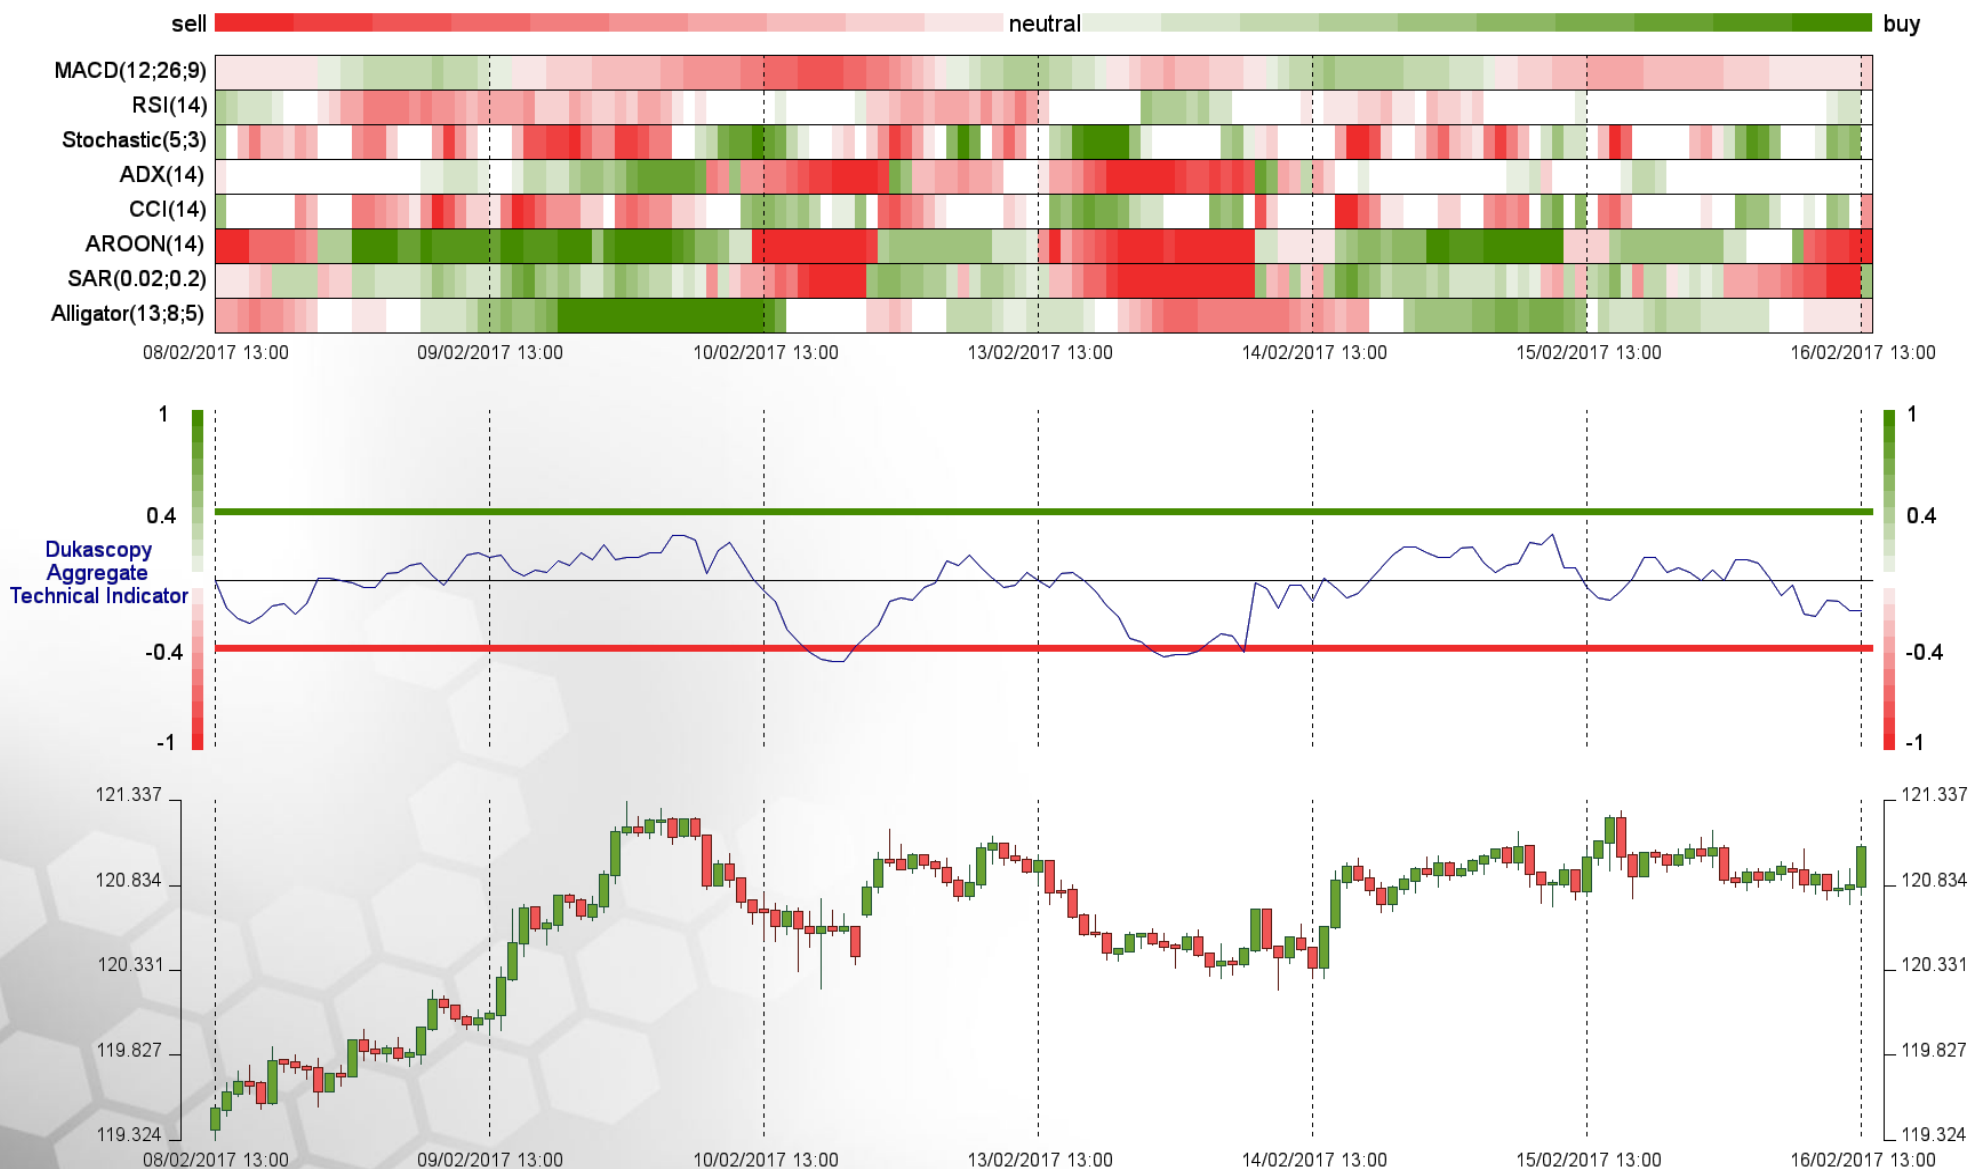 sell neutral buy
MACD(12;26;9)
RSI(14)
Stochastic(5;3)
ADX(14)
CCI(14)
AROON(14)
SAR(0.02;0.2)
Alligator(13;8;5)
08/02/2017 13:00 09/02/2017 13:00 10/02/2017 13:00 13/02/2017 13:00 14/02/2017 13:00 15/02/2017 13:00 16/02/2017 13:00
1 1
0.4 0.4
Dukascopy
Aggregate
Technical Indicator
-0.4 -0.4
-1 -1
121.337 121.337
120.834 120.834
120.331 120.331
119.827 119.827
119.324 119.324
08/02/2017 13:00 09/02/2017 13:00 10/02/2017 13:00 13/02/2017 13:00 14/02/2017 13:00 15/02/2017 13:00 16/02/2017 13:00